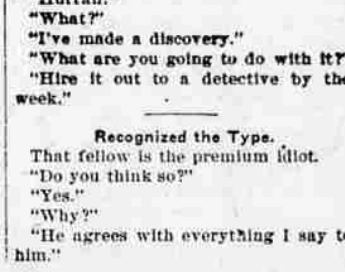 "What?"
"I've made a discovery."
"What are you going to do with it?
"Hire it out to a detective by the
week."
Recognized the Type.
That fellow is the premium idiot.
"Do you think so?"
"Yes."
"Why?"
"He agrees with everything I say to
him."